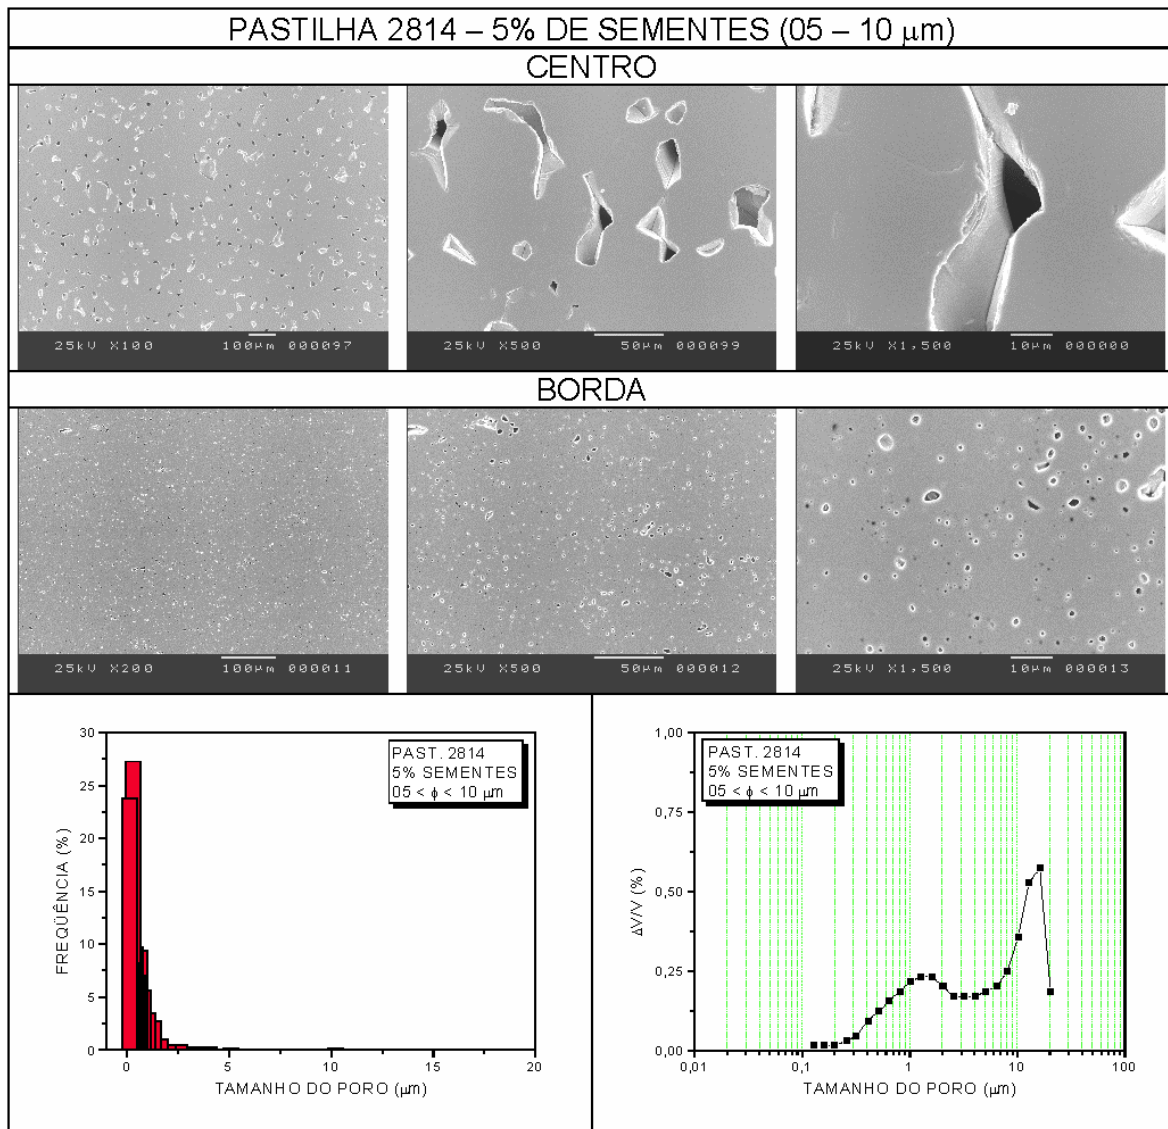 PASTILHA 2814 – 5% DE SEMENTES (05 – 10 µm)
CENTRO
25kV X100 100µm 000097
25kV X500 50µm 000099
25kV X1,500 10µm 000000
BORDA
25kV X200 100µm 000011
25kV X500 50µm 000012
25kV X1,500 10µm 000013
PAST. 2814
5% SEMENTES
05 < ϕ < 10 µm
FREQÜÊNCIA (%)
30
25
20
15
10
5
0
0 5 10 15 20
TAMANHO DO PORO (µm)
PAST. 2814
5% SEMENTES
05 < ϕ < 10 µm
ΔV/V (%)
1,00
0,75
0,50
0,25
0,00
0,01 0,1 1 10 100
TAMANHO DO PORO (µm)